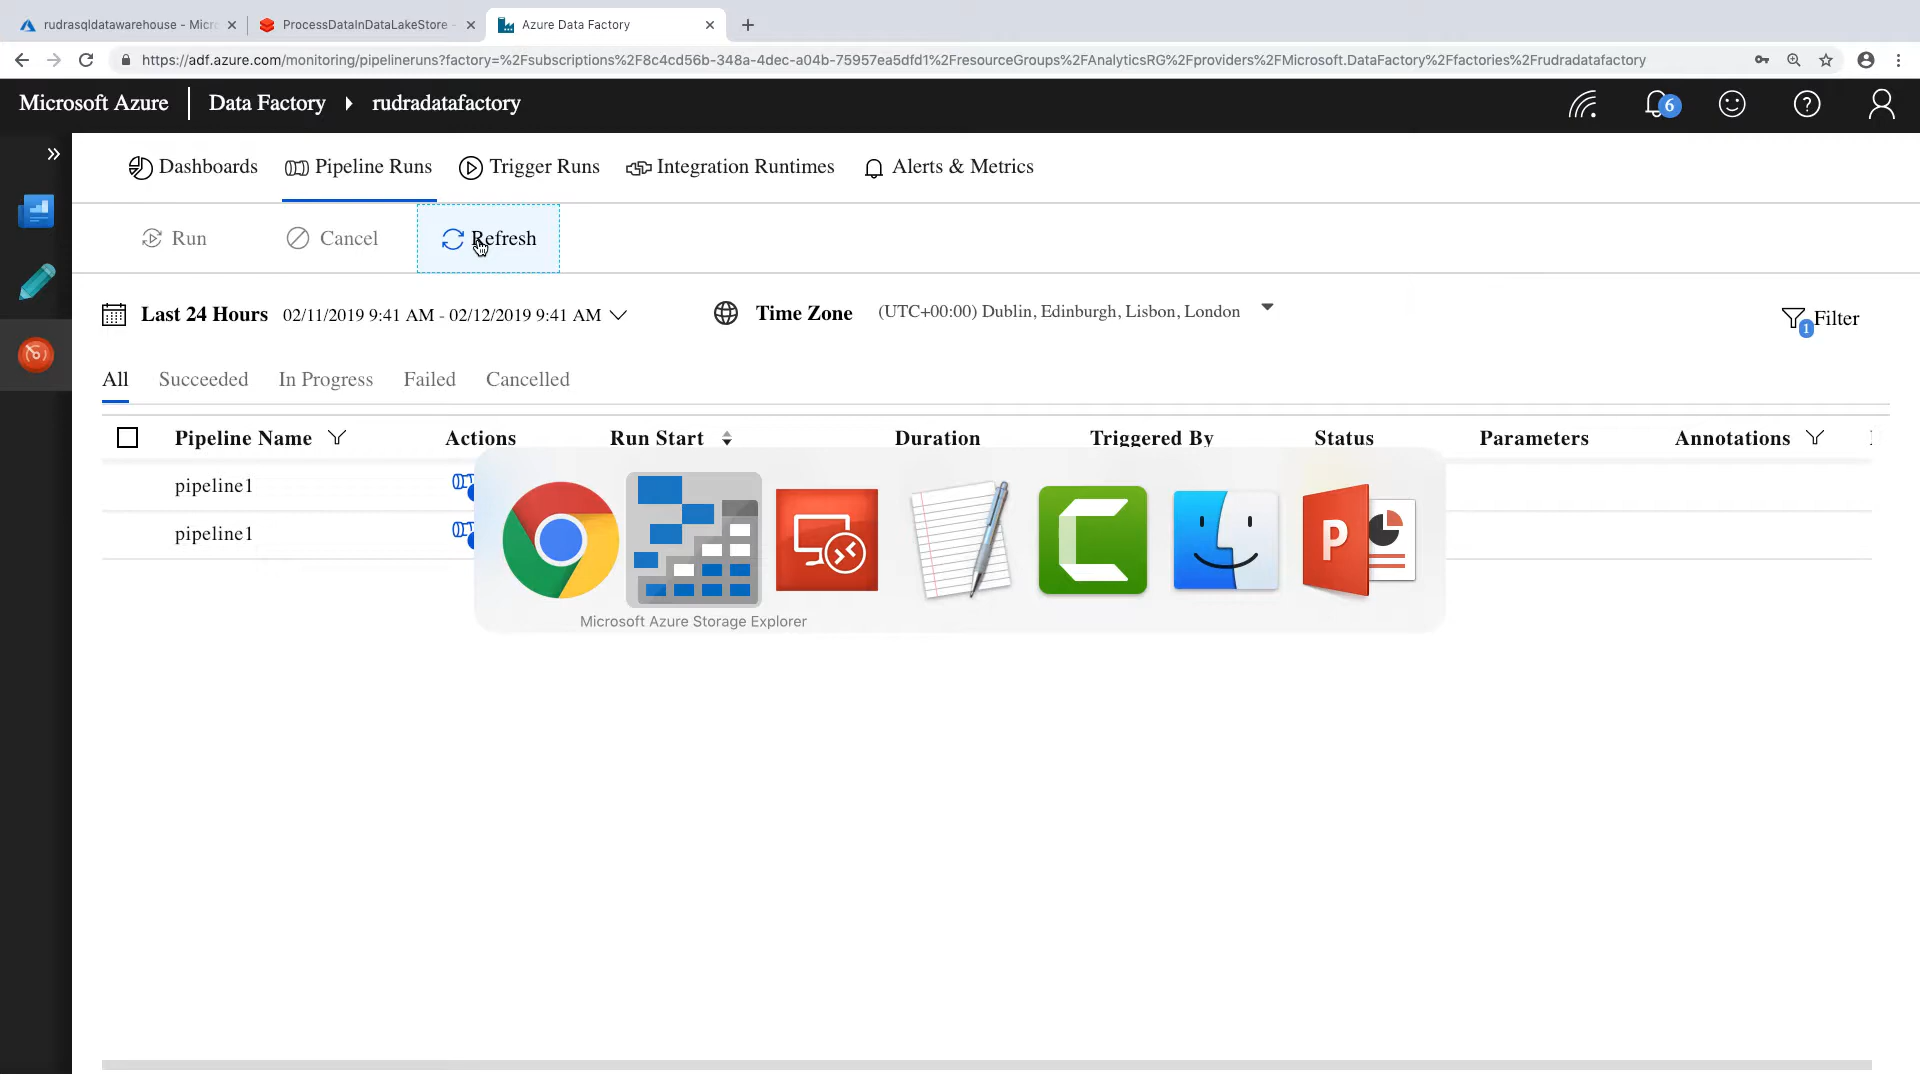 rudrasqldatawarehouse - Micr
ProcessDataInDataLakeStore -
Azure Data Factory
https://adf.azure.com/monitoring/pipelineruns?factory=%2Fsubscriptions%2F8c4cd56b-348a-4dec-a04b-75957ea5dfd1%2FresourceGroups%2FAnalyticsRG%2Fproviders%2FMicrosoft.DataFactory%2Ffactories%2Frudradatafactory
Microsoft Azure Data Factory rudradatafactory
6
Dashboards Pipeline Runs Trigger Runs Integration Runtimes Alerts & Metrics
Run Cancel Refresh
Last 24 Hours 02/11/2019 9:41 AM - 02/12/2019 9:41 AM Time Zone (UTC+00:00) Dublin, Edinburgh, Lisbon, London
1 Filter
All Succeeded In Progress Failed Cancelled
Pipeline Name Actions Run Start Duration Triggered By Status Parameters Annotations
pipeline1
pipeline1
P
Microsoft Azure Storage Explorer